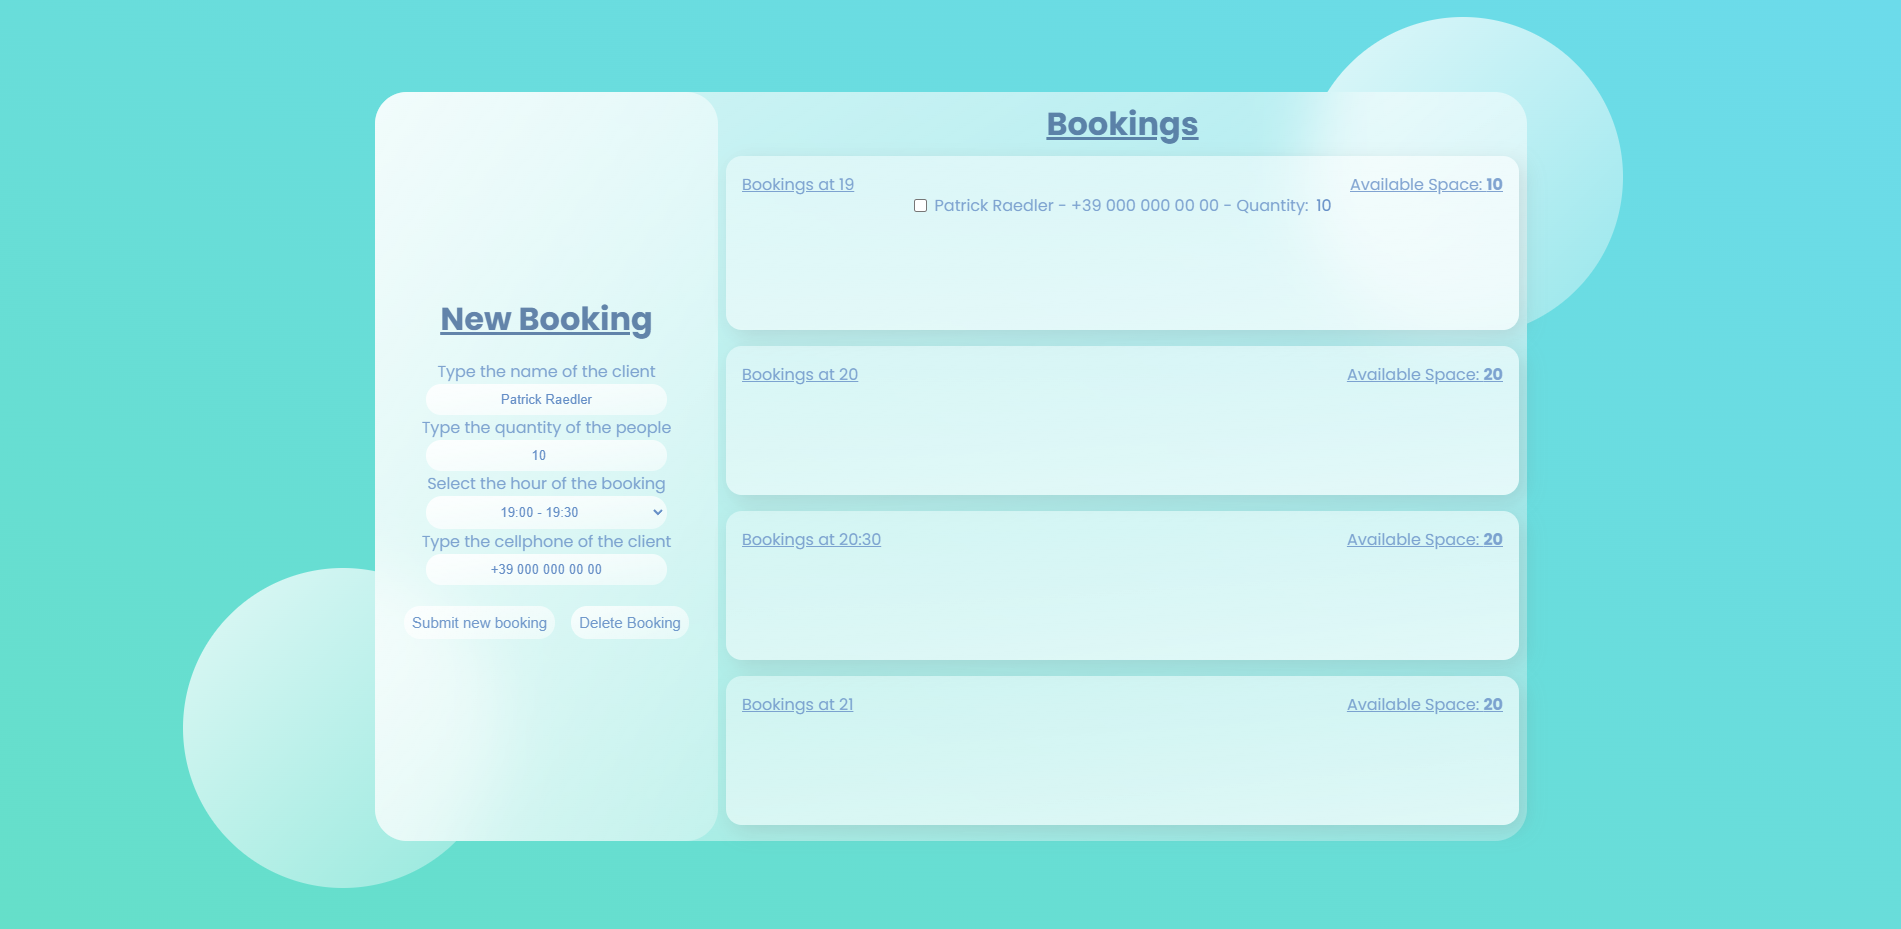 New Booking
Type the name of the client
Patrick Raedler
Type the quantity of the people
10
Select the hour of the booking
19:00 - 19:30
Type the cellphone of the client
+39 000 000 00 00
Submit new booking Delete Booking
Bookings
Bookings at 19 Available Space: 10
Patrick Raedler - +39 000 000 00 00 - Quantity: 10
Bookings at 20 Available Space: 20
Bookings at 20:30 Available Space: 20
Bookings at 21 Available Space: 20